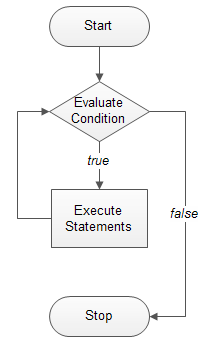 Start
Evaluate
Condition
true
Execute
Statements
false
Stop